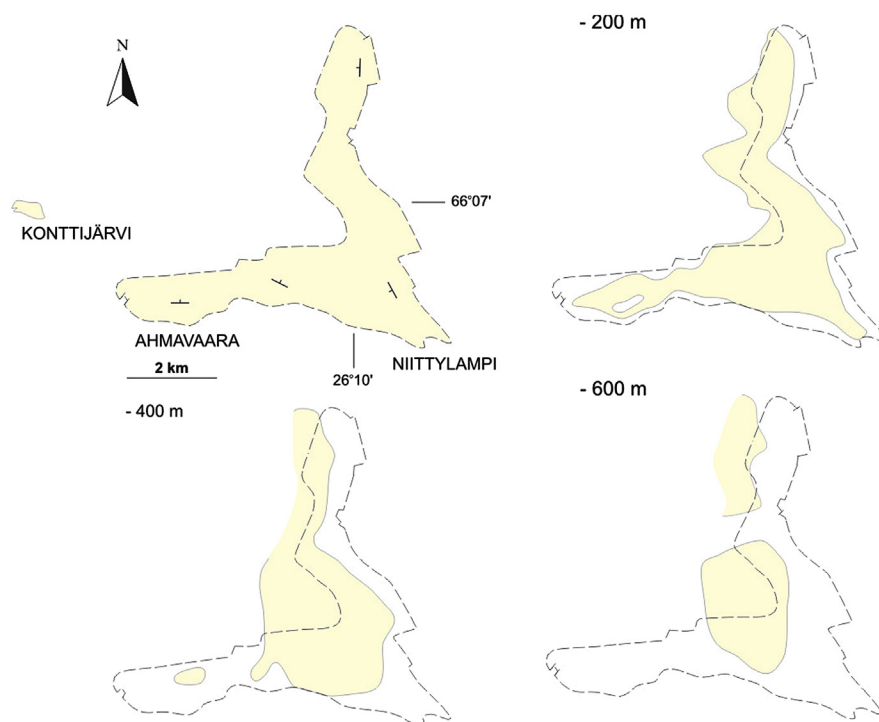 - 200 m
N
66°07'
KONTTIJÄRVI
AHMAVAARA
NIITTYLAMPI
2 km
26°10'
- 400 m
- 600 m